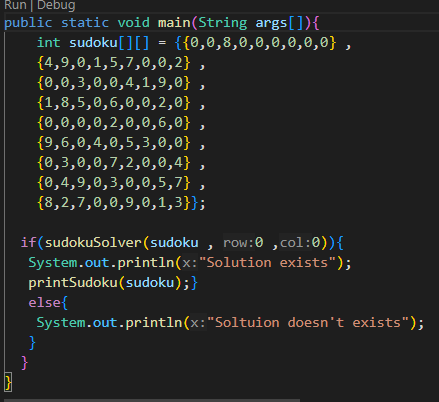 Run | Debug
public static void main(String args[]){
int sudoku[][] = {{0,0,8,0,0,0,0,0,0} ,
{4,9,0,1,5,7,0,0,2} ,
{0,0,3,0,0,4,1,9,0} ,
{1,8,5,0,6,0,0,2,0} ,
{0,0,0,0,2,0,0,6,0} ,
{9,6,0,4,0,5,3,0,0} ,
{0,3,0,0,7,2,0,0,4} ,
{0,4,9,0,3,0,0,5,7} ,
{8,2,7,0,0,9,0,1,3}};
if(sudokuSolver(sudoku , row:0 ,col:0)){
System.out.println(x:"Solution exists");
printSudoku(sudoku);}
else{
System.out.println(x:"Soltuion doesn't exists");
}
}
}